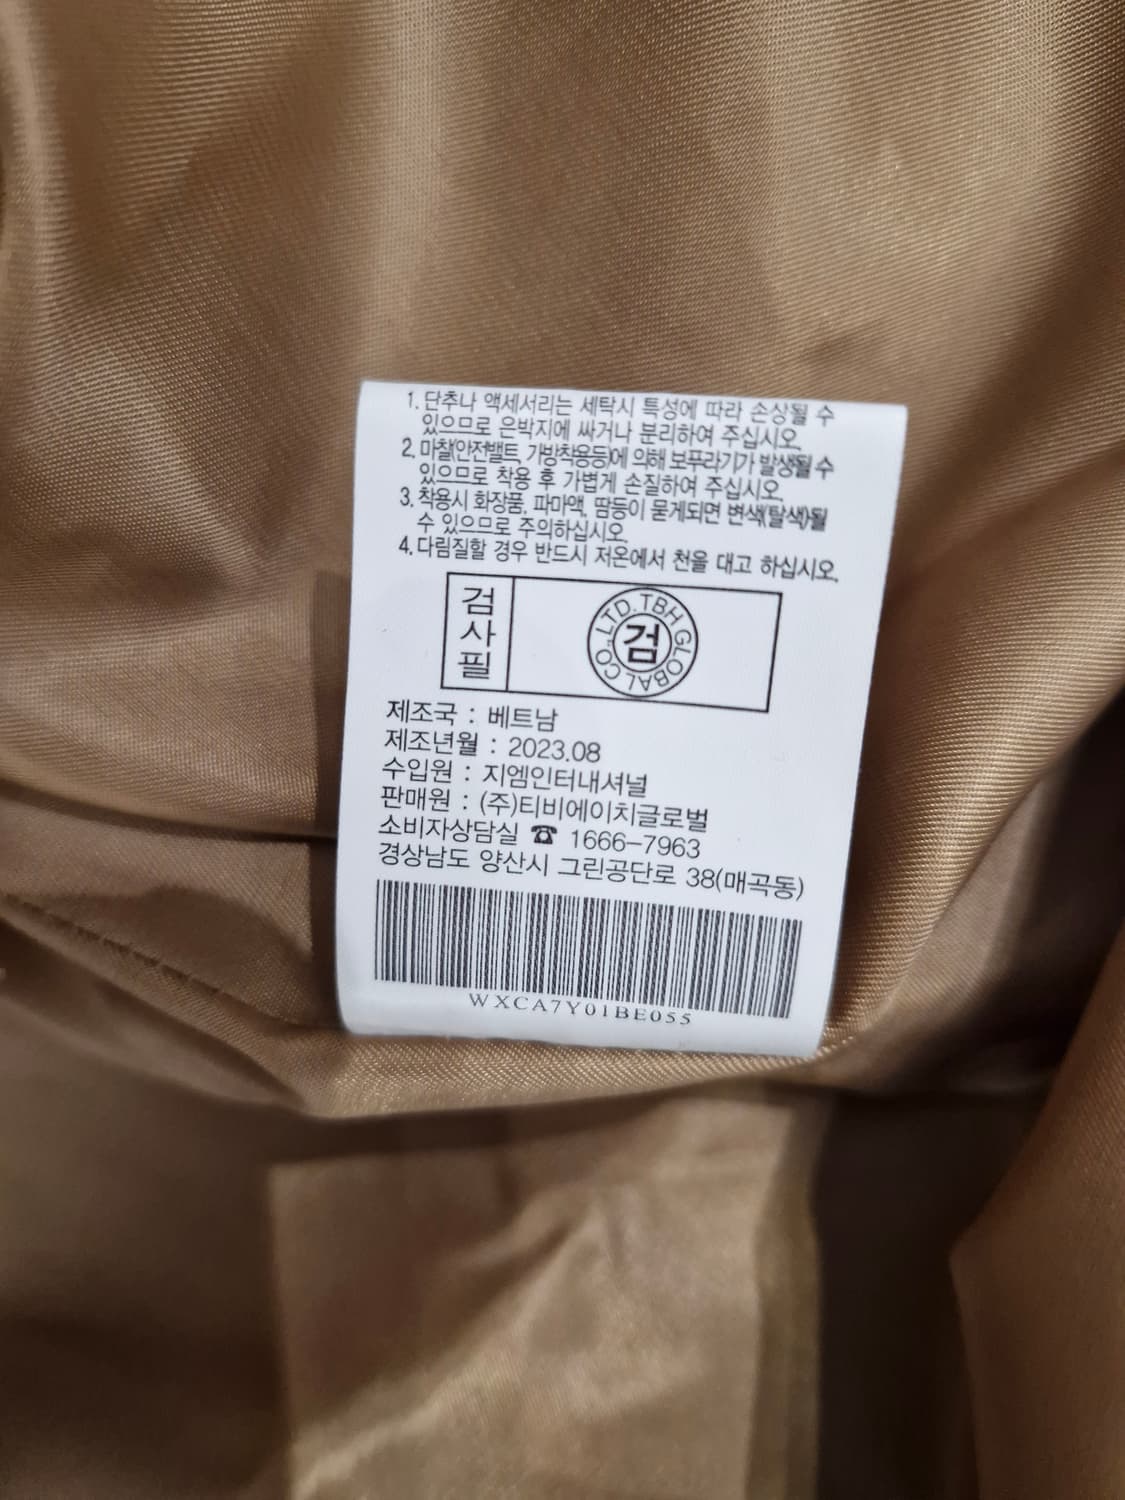 1. 단추나 액세서리는 세탁시 특성에 따라 손상될 수
있으므로 은박지에 싸거나 분리하여 주십시오.
2. 마찰(안전밸트, 가방착용등)에 의해 보푸라기가 발생될 수
있으므로 착용 후 가볍게 손질하여 주십시오.
3. 착용시 화장품, 파마액, 땀등이 묻게되면 변색(탈색)될
수 있으므로 주의하십시오.
4. 다림질할 경우 반드시 저온에서 천을 대고 하십시오.
검사필
TBH GLOBAL CO.,LTD.
검
제조국 : 베트남
제조년월 : 2023.08
수입원 : 지엠인터내셔널
판매원 : (주)티비에이치글로벌
소비자상담실 ☎ 1666-7963
경상남도 양산시 그린공단로 38(매곡동)
WXCA7Y01BE055